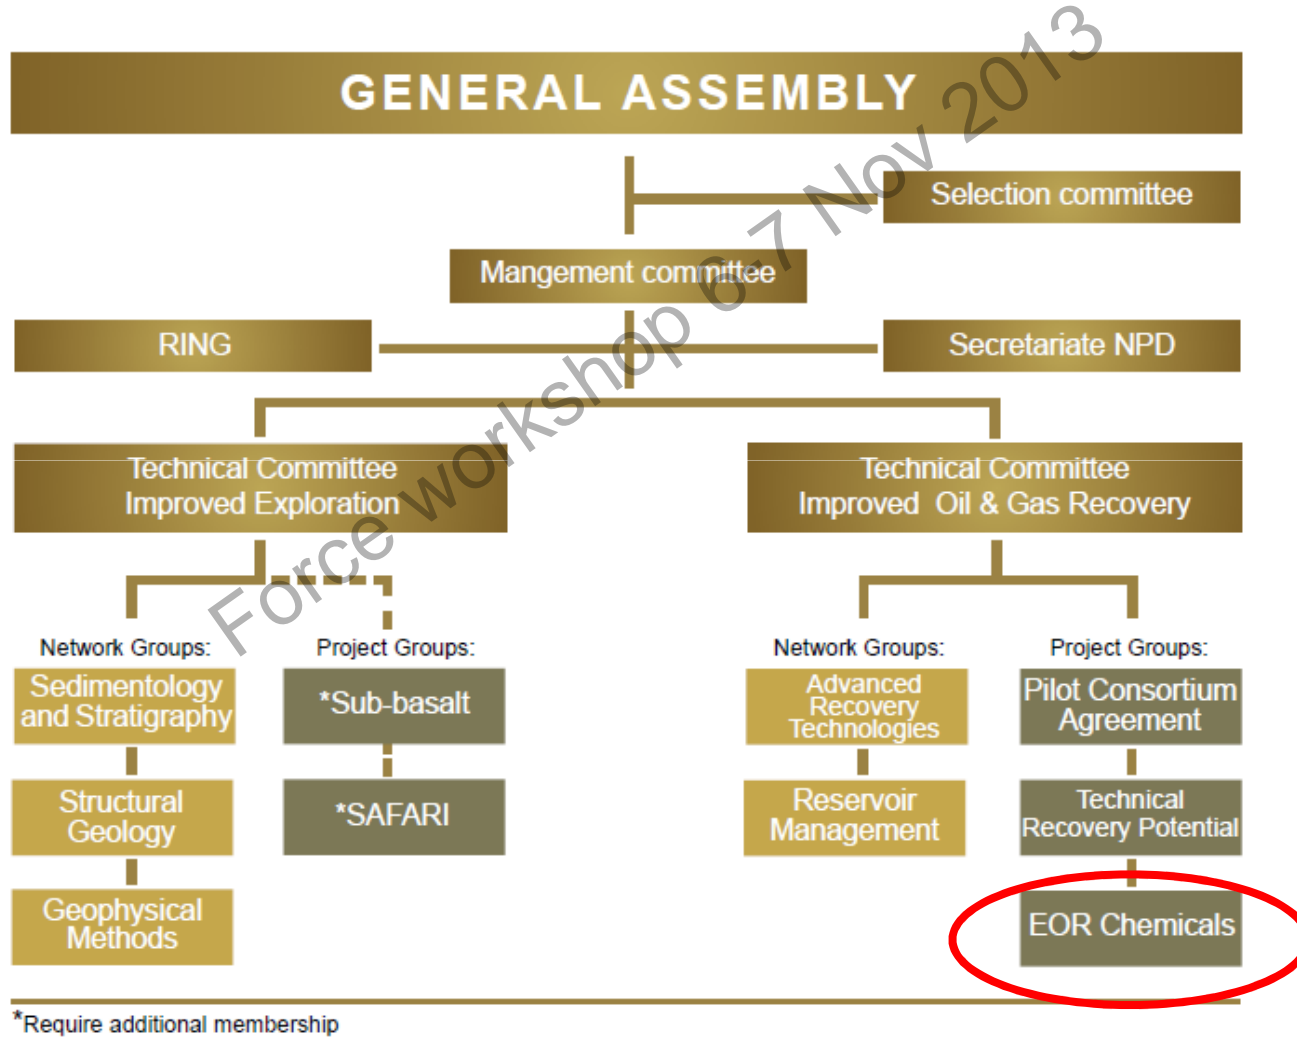 GENERAL ASSEMBLY
Selection committee
Mangement committee
RING
Secretariate NPD
Technical Committee
Improved Exploration
Technical Committee
Improved Oil & Gas Recovery
Network Groups:
Sedimentology
and Stratigraphy
Structural
Geology
Geophysical
Methods
Project Groups:
*Sub-basalt
*SAFARI
Network Groups:
Advanced
Recovery
Technologies
Reservoir
Management
Project Groups:
Pilot Consortium
Agreement
Technical
Recovery Potential
EOR Chemicals
*Require additional membership
Force workshop 6-7 Nov 2013